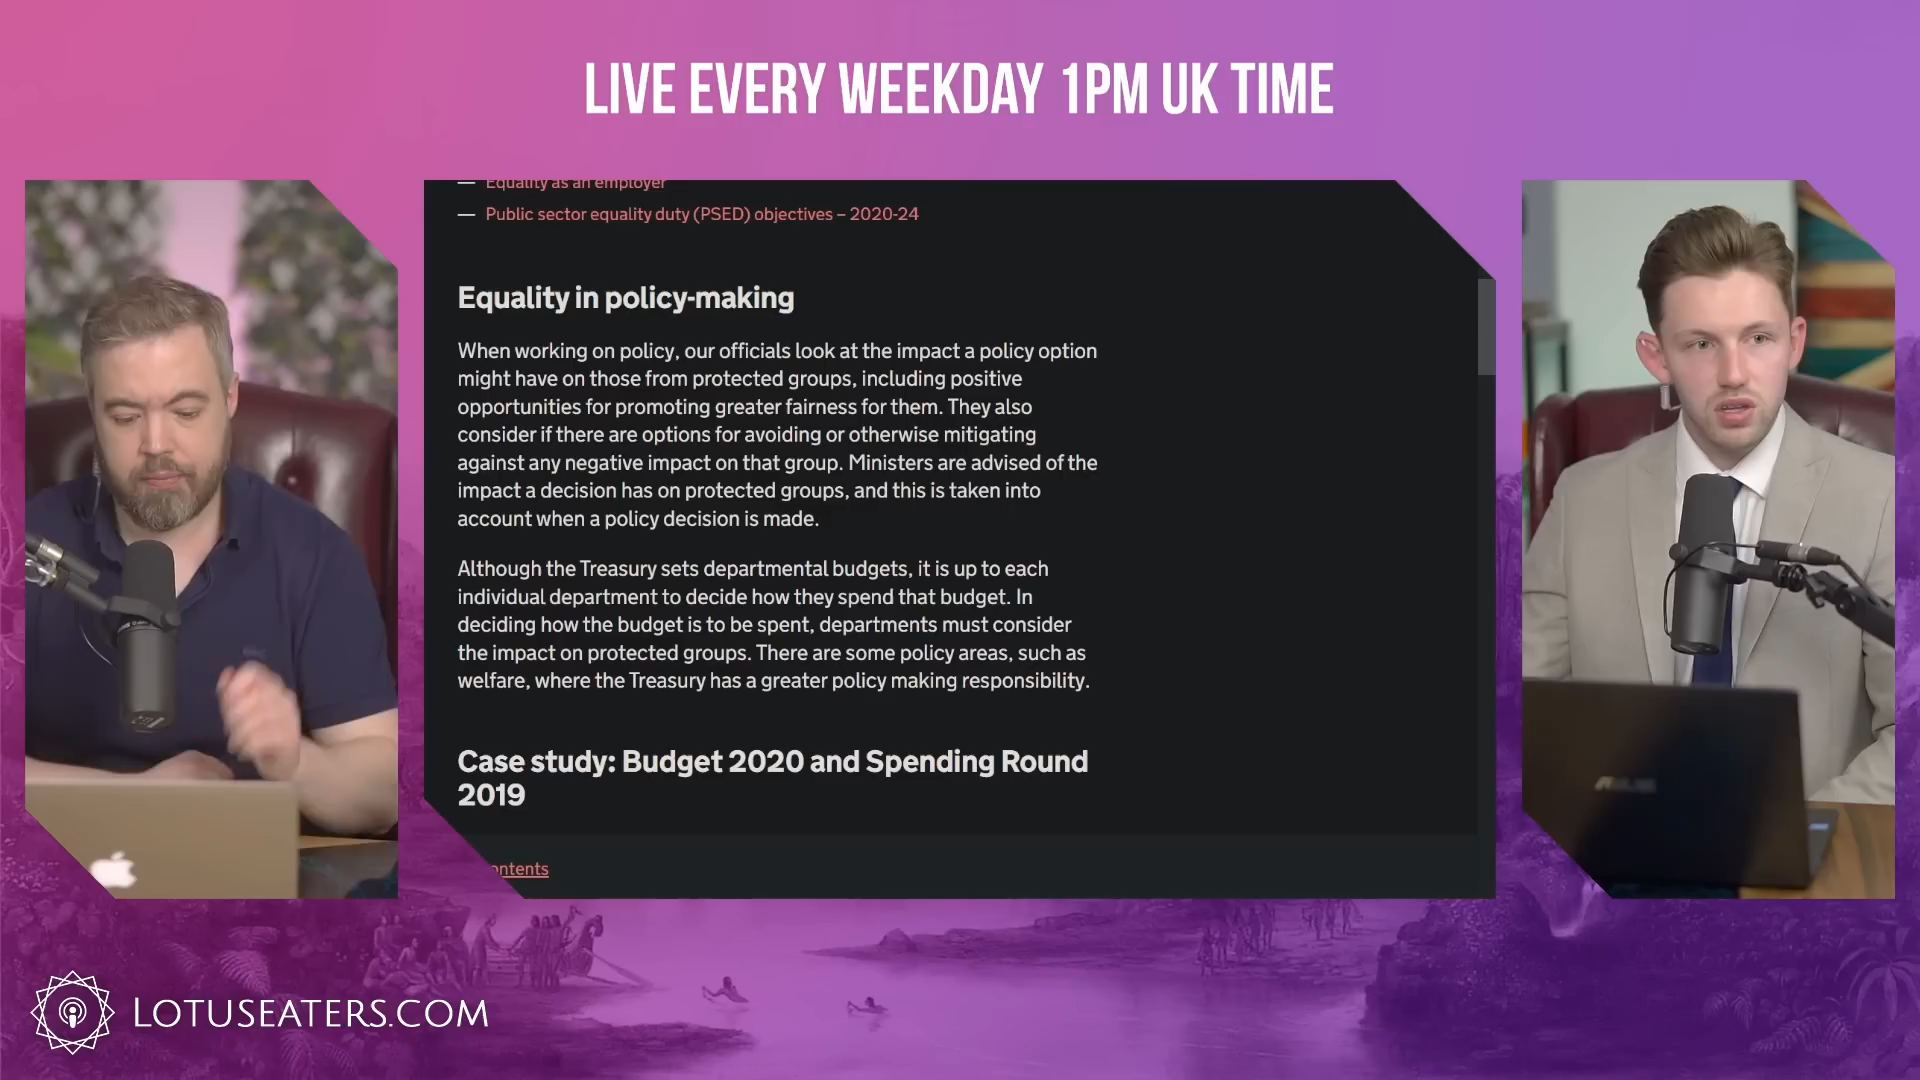 LIVE EVERY WEEKDAY 1PM UK TIME
— Equality as an employer
— Public sector equality duty (PSED) objectives – 2020-24
Equality in policy-making
When working on policy, our officials look at the impact a policy option
might have on those from protected groups, including positive
opportunities for promoting greater fairness for them. They also
consider if there are options for avoiding or otherwise mitigating
against any negative impact on that group. Ministers are advised of the
impact a decision has on protected groups, and this is taken into
account when a policy decision is made.
Although the Treasury sets departmental budgets, it is up to each
individual department to decide how they spend that budget. In
deciding how the budget is to be spent, departments must consider
the impact on protected groups. There are some policy areas, such as
welfare, where the Treasury has a greater policy making responsibility.
Case study: Budget 2020 and Spending Round
2019
ontents
LOTUSEATERS.COM